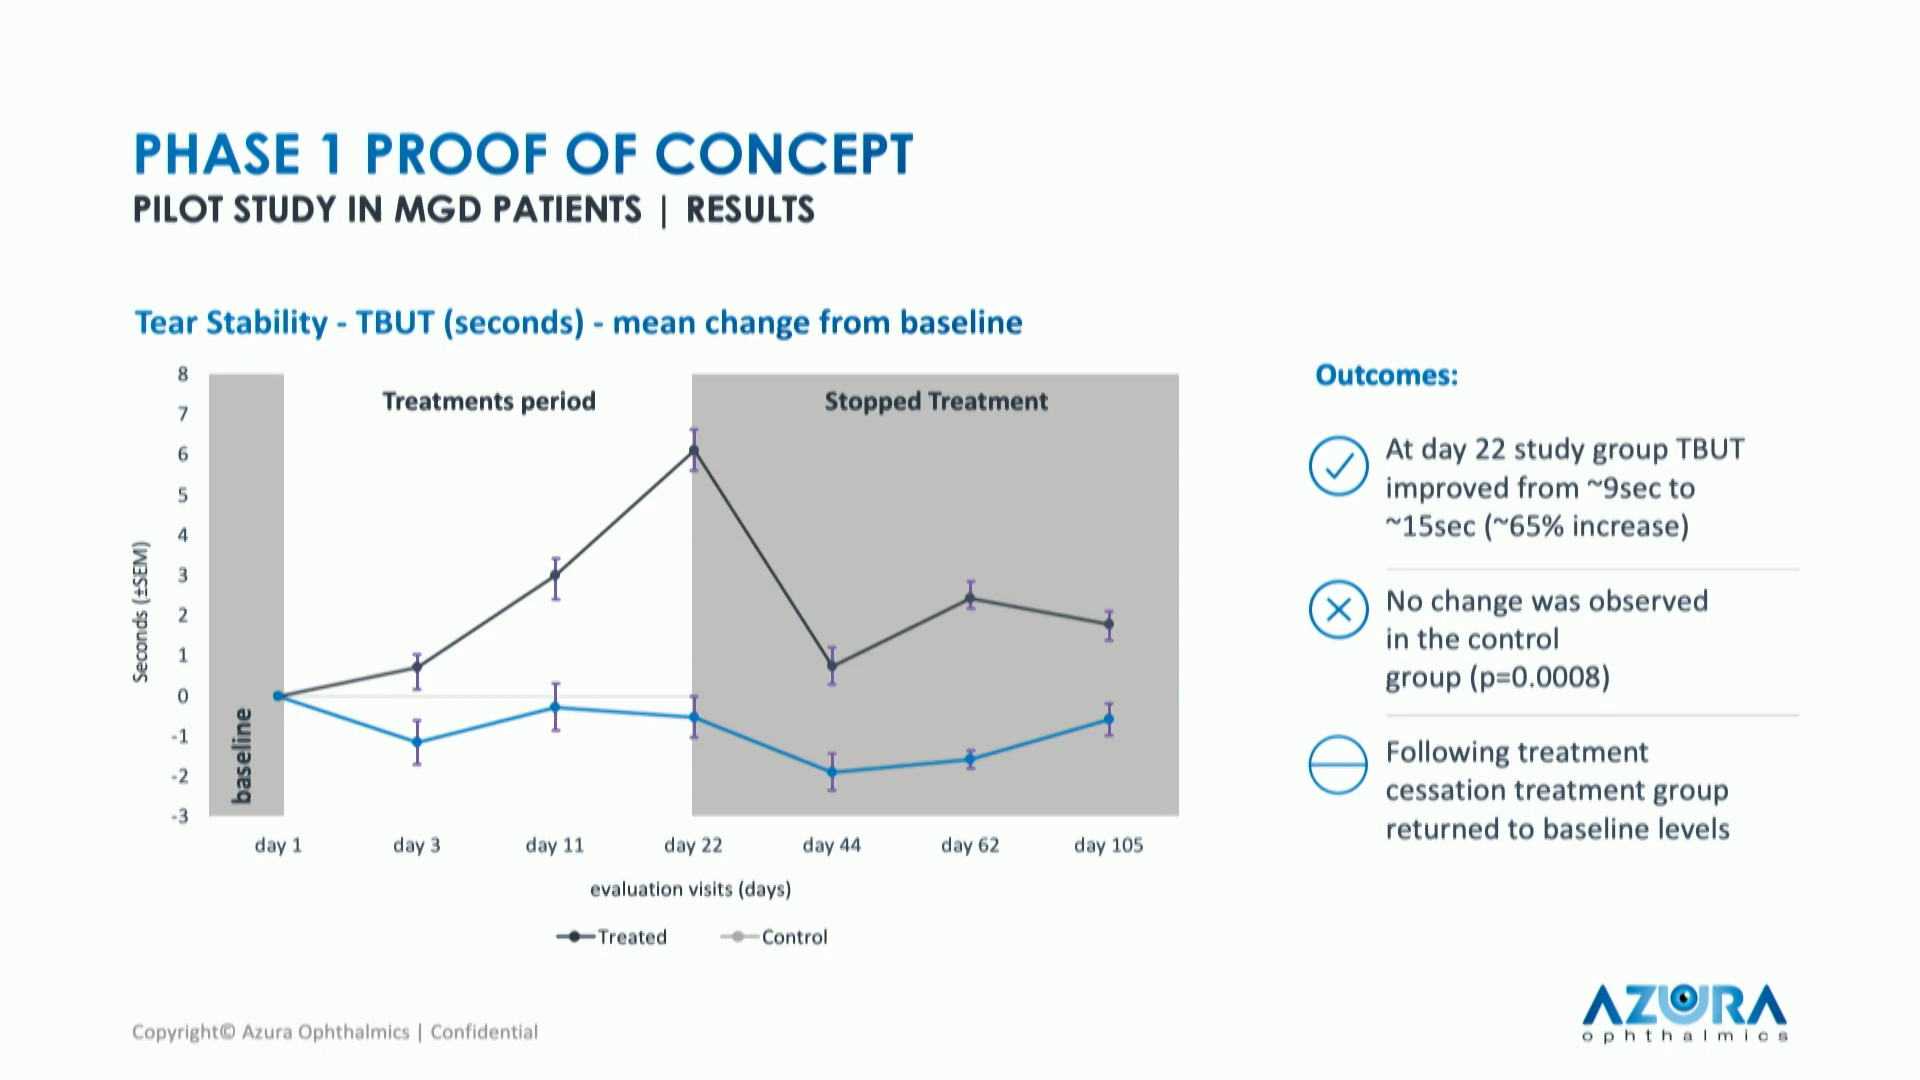 PHASE 1 PROOF OF CONCEPT
PILOT STUDY IN MGD PATIENTS | RESULTS
Tear Stability - TBUT (seconds) - mean change from baseline
Seconds (±SEM)
8
7
6
5
4
3
2
1
0
-1
-2
-3
baseline
Treatments period
Stopped Treatment
day 1
day 3
day 11
day 22
day 44
day 62
day 105
evaluation visits (days)
Treated
Control
Outcomes:
At day 22 study group TBUT
improved from ~9sec to
~15sec (~65% increase)
No change was observed
in the control
group (p=0.0008)
Following treatment
cessation treatment group
returned to baseline levels
Copyright© Azura Ophthalmics | Confidential
AZURA
ophthalmics